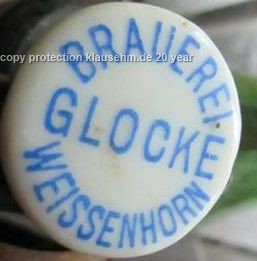 BRAUEREI
GLOCKE
WEISSENHORN
copy protection klausehm.de 20 year